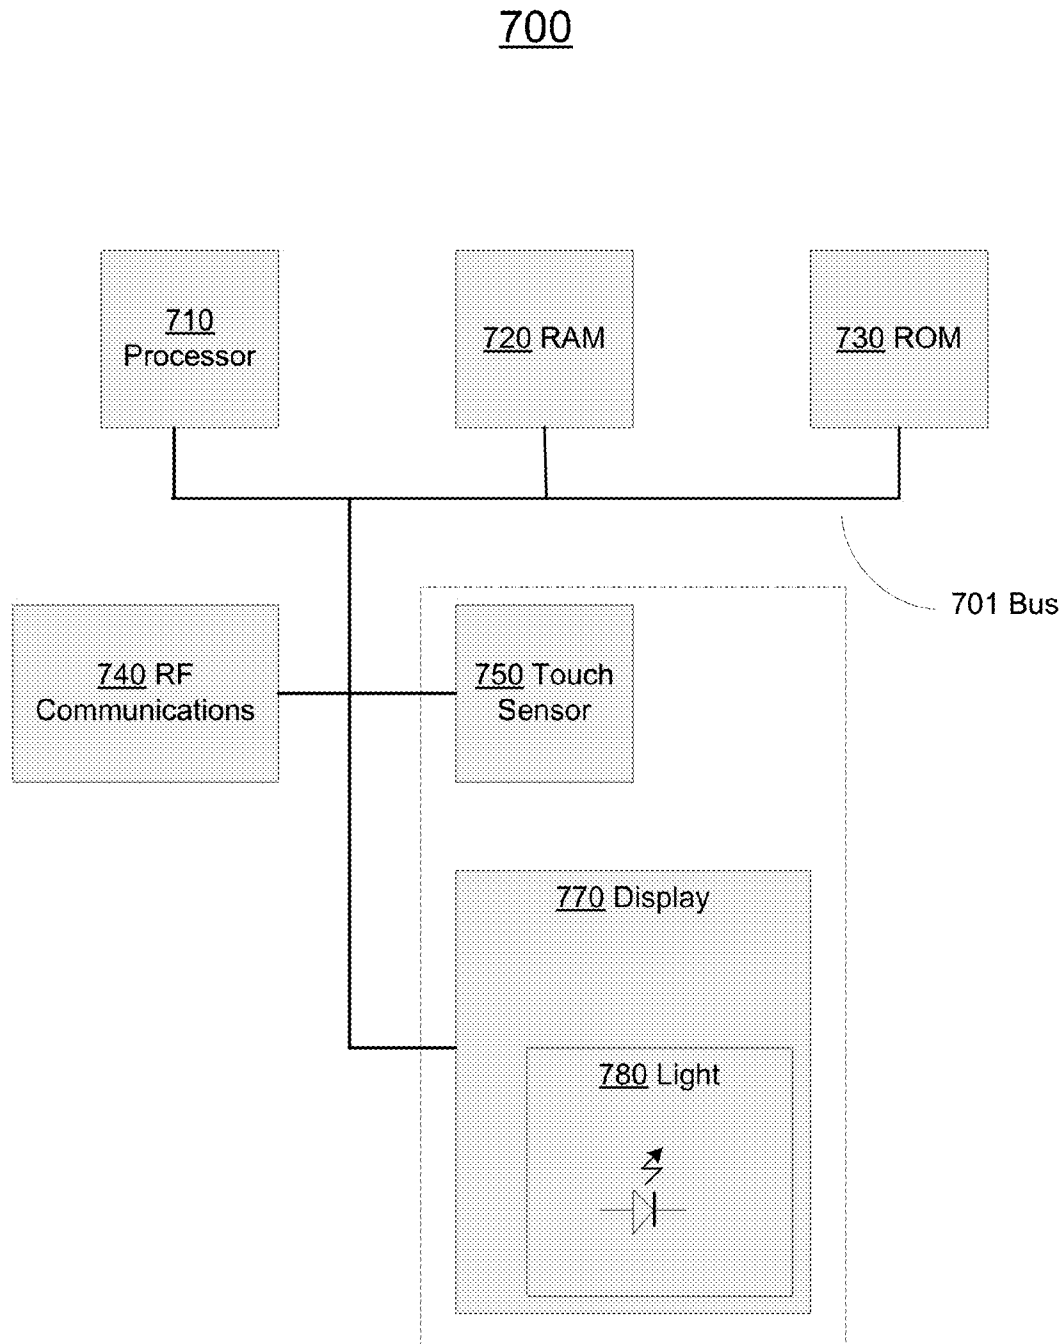 700
710
Processor
720 RAM
730 ROM
701 Bus
740 RF
Communications
750 Touch
Sensor
770 Display
780 Light